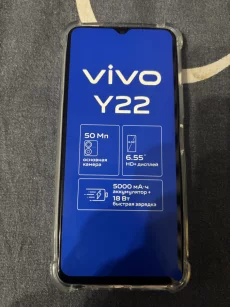 vivo
Y22
50 Мп
основная
камера
6.55"
HD+ дисплей
5000 мА·ч
аккумулятор +
18 Вт
быстрая зарядка